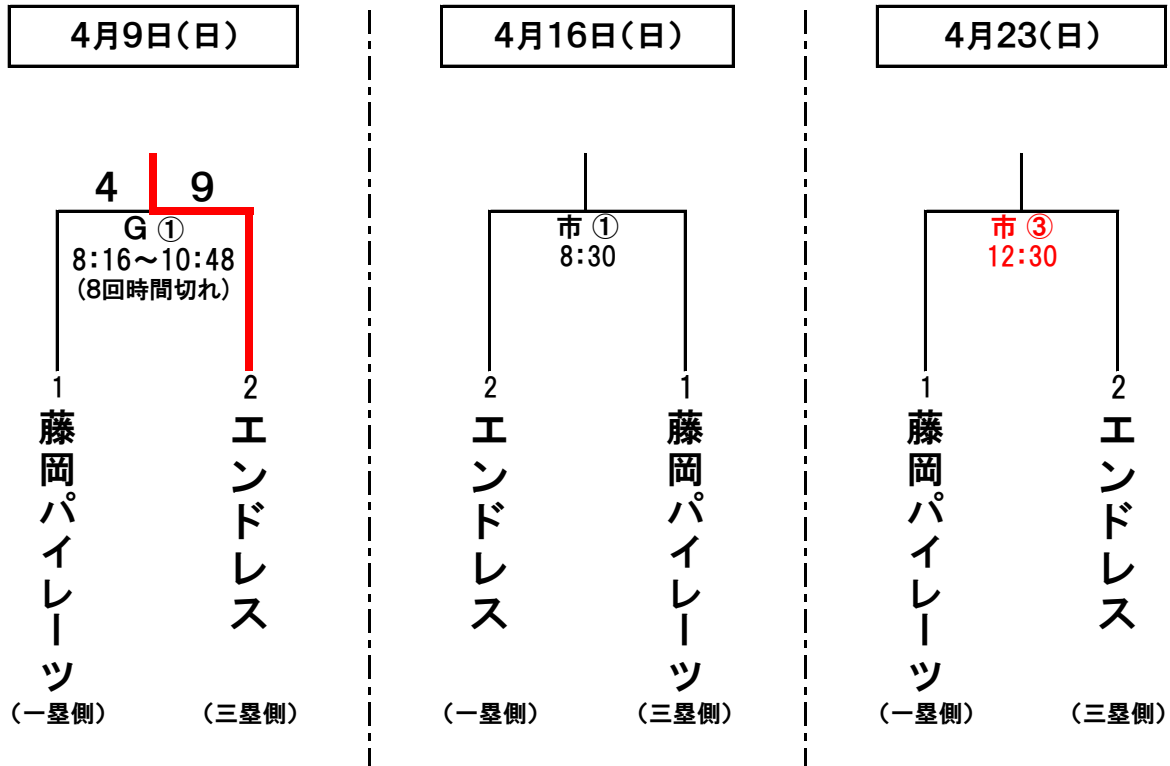 4月9日(日)
4 9
G ①
8:16～10:48
(8回時間切れ)
1
藤岡パイレーツ
(一塁側)
2
エンドレス
(三塁側)
4月16日(日)
市 ①
8:30
2
エンドレス
(一塁側)
1
藤岡パイレーツ
(三塁側)
4月23(日)
市 ③
12:30
1
藤岡パイレーツ
(一塁側)
2
エンドレス
(三塁側)